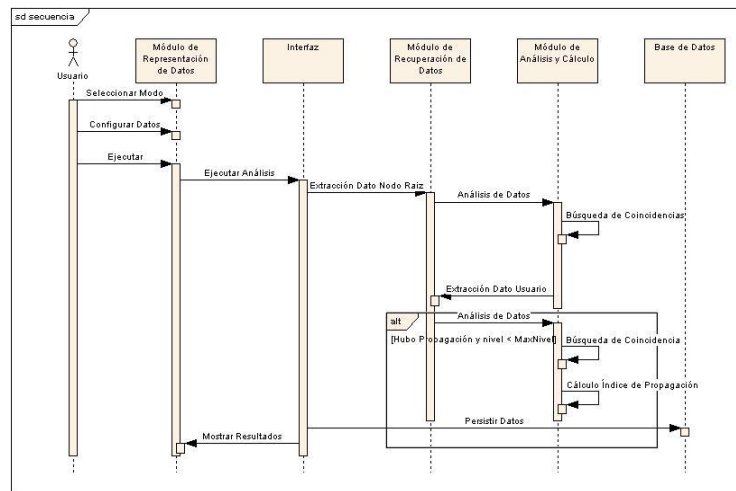 sd secuencia
Usuario
Módulo de
Representación
de Datos
Interfaz
Módulo de
Recuperación de
Datos
Módulo de
Análisis y Cálculo
Base de Datos
Seleccionar Modo
Configurar Datos
Ejecutar
Ejecutar Análisis
Extracción Dato Nodo Raiz
Análisis de Datos
Búsqueda de Coincidencias
Extracción Dato Usuario
alt
Análisis de Datos
[Hubo Propagación y nivel < MaxNivel]
Búsqueda de Coincidencia
Cálculo Índice de Propagación
Persistir Datos
Mostrar Resultados